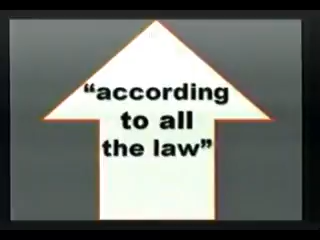 “according
to all
the law”